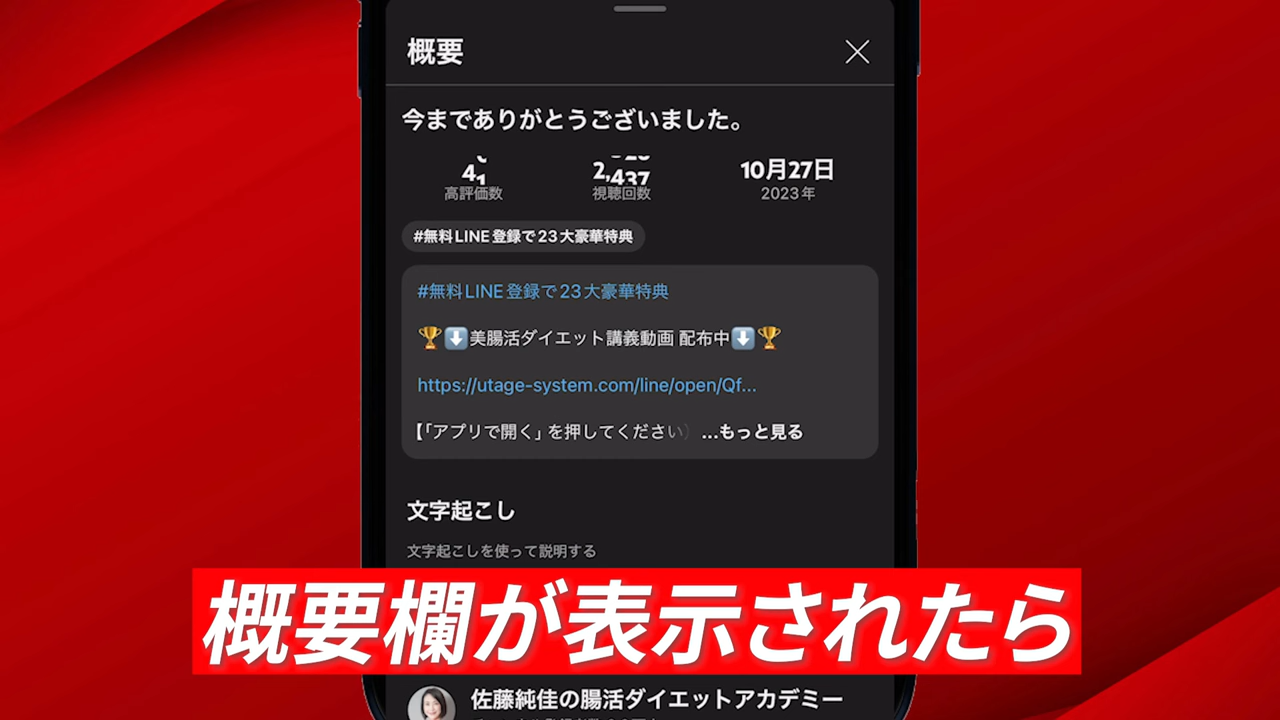 概要
今までありがとうございました。
高評価数
視聴回数
10月27日
2023年
#無料LINE登録で23大豪華特典
#無料LINE登録で23大豪華特典
🏆⬇️美腸活ダイエット講義動画 配布中⬇️🏆
https://utage-system.com/line/open/Qf...
【「アプリで開く」を押してください） ...もっと見る
文字起こし
文字起こしを使って説明する
概要欄が表示されたら
佐藤純佳の腸活ダイエットアカデミー